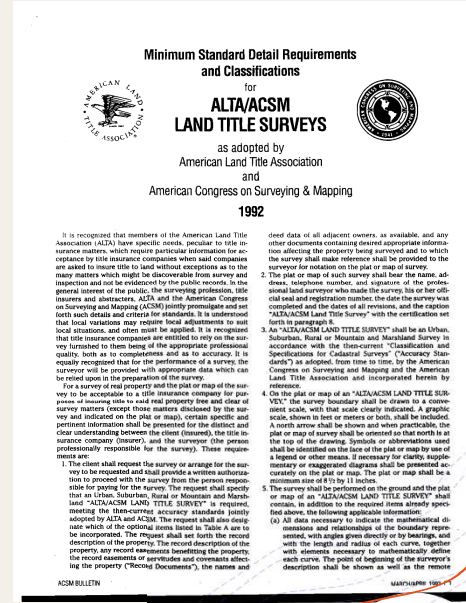 Minimum Standard Detail Requirements
and Classifications
for
ALTA/ACSM
LAND TITLE SURVEYS
as adopted by
American Land Title Association
and
American Congress on Surveying & Mapping
1992
AMERICAN LAND
TITLE ASSOCIATION
It is recognized that members of the American Land Title
Association (ALTA) have specific needs, peculiar to title in-
surance matters, which require particular information for ac-
ceptance by title insurance companies when said companies
are asked to insure title to land without exceptions as to the
many matters which might be discoverable from survey and
inspection and not be evidenced by the public records. In the
general interest of the public, the surveying profession, title
insurers and abstracters, ALTA and the American Congress
on Surveying and Mapping (ACSM) jointly promulgate and set
forth such details and criteria for standards. It is understood
that local variations may require local adjustments to suit
local situations, and often must be applied. It is recognized
that title insurance companies are entitled to rely on the sur-
vey furnished to them being of the appropriate professional
quality, both as to completeness and as to accuracy. It is
equally recognized that for the performance of a survey, the
surveyor will be provided with appropriate data which can
be relied upon in the preparation of the survey.
For a survey of real property and the plat or map of the sur-
vey to be acceptable to a title insurance company for pur-
poses of insuring title to said real property free and clear of
survey matters (except those matters disclosed by the sur-
vey and indicated on the plat or map), certain specific and
pertinent information shall be presented for the distinct and
clear understanding between the client (insured), the title in-
surance company (insurer), and the surveyor (the person
professionally responsible for the survey). These require-
ments are:
1. The client shall request the survey or arrange for the sur-
vey to be requested and shall provide a written authoriza-
tion to proceed with the survey from the person respon-
sible for paying for the survey. The request shall specify
that an Urban, Suburban, Rural or Mountain and Marsh-
land "ALTA/ACSM LAND TITLE SURVEY" is required,
meeting the then-current accuracy standards jointly
adopted by ALTA and ACSM. The request shall also desig-
nate which of the optional items listed in Table A are to
be incorporated. The request shall set forth the record
description of the property. The record description of the
property, any record easements benefitting the property,
the record easements or servitudes and covenants affect-
ing the property ("Record Documents"), the names and
deed data of all adjacent owners, as available, and any
other documents containing desired appropriate informa-
tion affecting the property being surveyed and to which
the survey shall make reference shall be provided to the
surveyor for notation on the plat or map of survey.
2. The plat or map of such survey shall bear the name, ad-
dress, telephone number, and signature of the profes-
sional land surveyor who made the survey, his or her offi-
cial seal and registration number, the date the survey was
completed and the dates of all revisions, and the caption
"ALTA/ACSM Land Title Survey" with the certification set
forth in paragraph 8.
3. An "ALTA/ACSM LAND TITLE SURVEY" shall be an Urban,
Suburban, Rural or Mountain and Marshland Survey in
accordance with the then-current "Classification and
Specifications for Cadastral Surveys" ("Accuracy Stan-
dards") as adopted, from time to time, by the American
Congress on Surveying and Mapping and the American
Land Title Association and incorporated herein by
reference.
4. On the plat or map of an "ALTA/ACSM LAND TITLE SUR-
VEY," the survey boundary shall be drawn to a conve-
nient scale, with that scale clearly indicated. A graphic
scale, shown in feet or meters or both, shall be included.
A north arrow shall be shown and when practicable, the
plat or map of survey shall be oriented so that north is at
the top of the drawing. Symbols or abbreviations used
shall be identified on the face of the plat or map by use of
a legend or other means. If necessary for clarity, supple-
mentary or exaggerated diagrams shall be presented ac-
curately on the plat or map. The plat or map shall be a
minimum size of 8½ by 11 inches.
5. The survey shall be performed on the ground and the plat
or map of an "ALTA/ACSM LAND TITLE SURVEY" shall
contain, in addition to the required items already speci-
fied above, the following applicable information:
(a) All data necessary to indicate the mathematical di-
mensions and relationships of the boundary repre-
sented, with angles given directly or by bearings, and
with the length and radius of each curve, together
with elements necessary to mathematically define
each curve. The point of beginning of the surveyor's
description shall be shown as well as the remote
ACSM BULLETIN
MARCH/APRIL